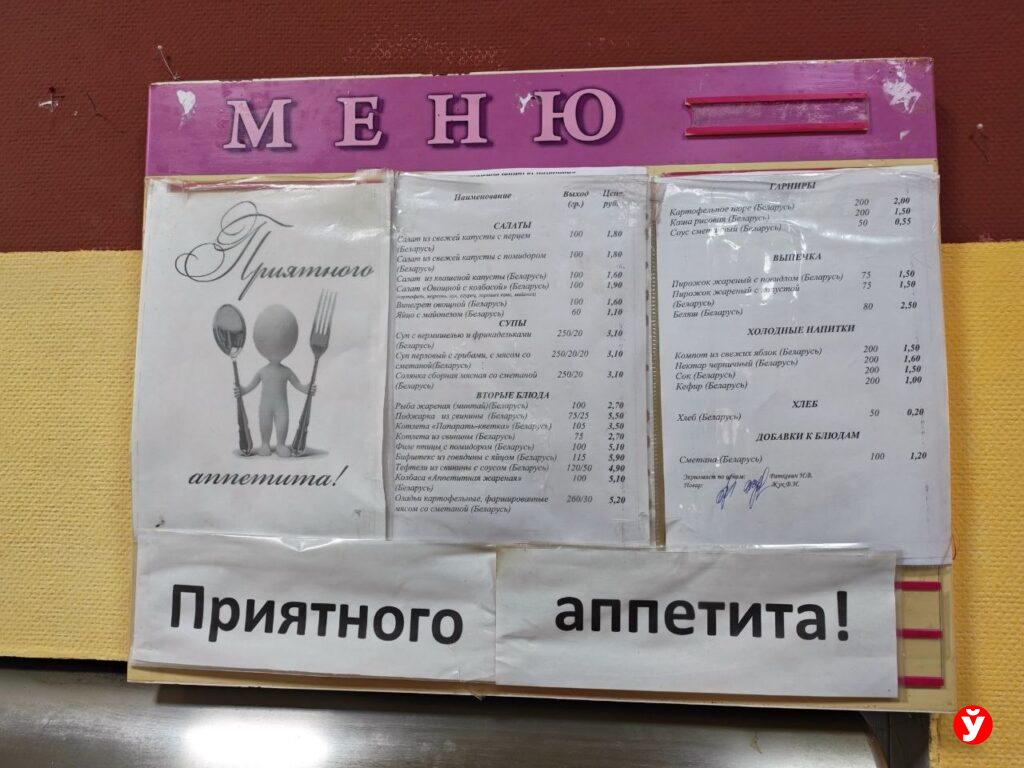 МЕНЮ
Приятного
аппетита!
Наименование Выход (гр.) Цена, руб.
САЛАТЫ
Салат из свежей капусты с перцем 100 1,80
(Беларусь)
Салат из свежей капусты с помидором 100 1,80
(Беларусь)
Салат из квашеной капусты (Беларусь) 100 1,60
Салат «Овощной с колбасой» (Беларусь) 100 1,90
Винегрет овощной (Беларусь) 100 1,60
Яйцо с майонезом (Беларусь) 60 1,10
СУПЫ
Суп с вермишелью и фрикадельками 250/20 3,10
(Беларусь)
Суп перловый с грибами, с мясом со 250/20/20 3,10
сметаной(Беларусь)
Солянка сборная мясная со сметаной 250/20 3,10
(Беларусь)
ВТОРЫЕ БЛЮДА
Рыба жареная (минтай)(Беларусь) 100 2,70
Поджарка из свинины (Беларусь) 75/25 5,50
Котлета «Папараць-кветка» (Беларусь) 105 3,50
Котлета из свинины (Беларусь) 75 2,70
Филе птицы с помидором (Беларусь) 100 5,10
Бифштекс из говядины с яйцом (Беларусь) 115 5,90
Тефтели из свинины с соусом (Беларусь) 120/50 4,90
Колбаса «Аппетитная жареная» 100 5,10
(Беларусь)
Оладьи картофельные, фаршированные 260/30 5,20
мясом со сметаной (Беларусь)
ГАРНИРЫ
Картофельное пюре (Беларусь) 200 2,00
Каша рисовая (Беларусь) 200 1,50
Соус сметанный (Беларусь) 50 0,55
ВЫПЕЧКА
Пирожок жареный с повидлом (Беларусь) 75 1,50
Пирожок жареный с капустой 75 1,50
(Беларусь)
Беляш (Беларусь) 80 2,50
ХОЛОДНЫЕ НАПИТКИ
Компот из свежих яблок (Беларусь) 200 1,50
Нектар черничный (Беларусь) 200 1,60
Сок (Беларусь) 200 1,50
Кефир (Беларусь) 200 1,00
ХЛЕБ
Хлеб (Беларусь) 50 0,20
ДОБАВКИ К БЛЮДАМ
Сметана (Беларусь) 100 1,20
Экономист по ценам:
Повар: Жук В.Н.
Приятного аппетита!
ў